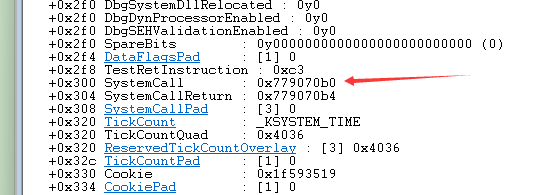 +0x2f0 DbgSystemDllRelocated : 0y0
+0x2f0 DbgDynProcessorEnabled : 0y0
+0x2f0 DbgSEHValidationEnabled : 0y0
+0x2f0 SpareBits : 0y00000000000000000000000000 (0)
+0x2f4 DataFlagsPad : [1] 0
+0x2f8 TestRetInstruction : 0xc3
+0x300 SystemCall : 0x779070b0
+0x304 SystemCallReturn : 0x779070b4
+0x308 SystemCallPad : [3] 0
+0x320 TickCount : _KSYSTEM_TIME
+0x320 TickCountQuad : 0x4036
+0x320 ReservedTickCountOverlay : [3] 0x4036
+0x32c TickCountPad : [1] 0
+0x330 Cookie : 0x1f593519
+0x334 CookiePad : [1] 0